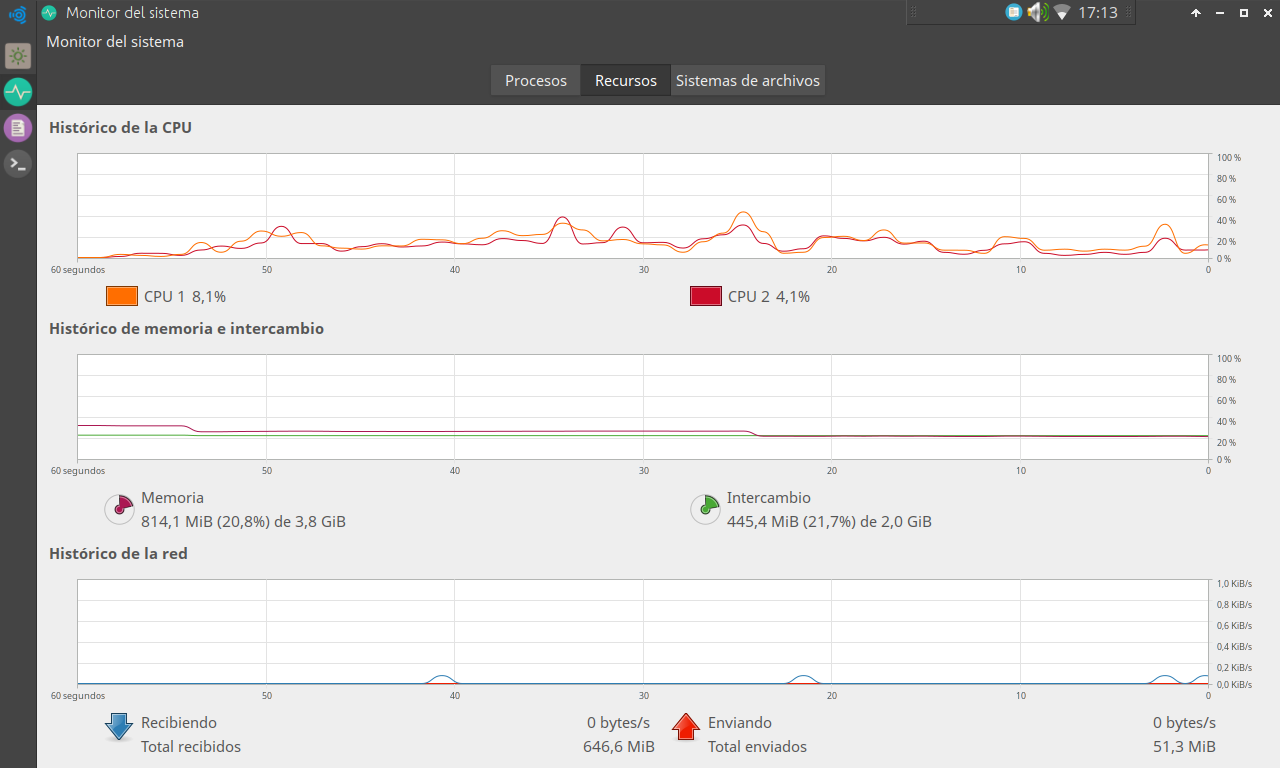 Monitor del sistema
17:13
Monitor del sistema
Procesos Recursos Sistemas de archivos
Histórico de la CPU
100 %
80 %
60 %
40 %
20 %
0 %
60 segundos 50 40 30 20 10 0
CPU 1 8,1% CPU 2 4,1%
Histórico de memoria e intercambio
100 %
80 %
60 %
40 %
20 %
0 %
60 segundos 50 40 30 20 10 0
Memoria Intercambio
814,1 MiB (20,8%) de 3,8 GiB 445,4 MiB (21,7%) de 2,0 GiB
Histórico de la red
1,0 KiB/s
0,8 KiB/s
0,6 KiB/s
0,4 KiB/s
0,2 KiB/s
0,0 KiB/s
60 segundos 50 40 30 20 10 0
Recibiendo 0 bytes/s Enviando 0 bytes/s
Total recibidos 646,6 MiB Total enviados 51,3 MiB